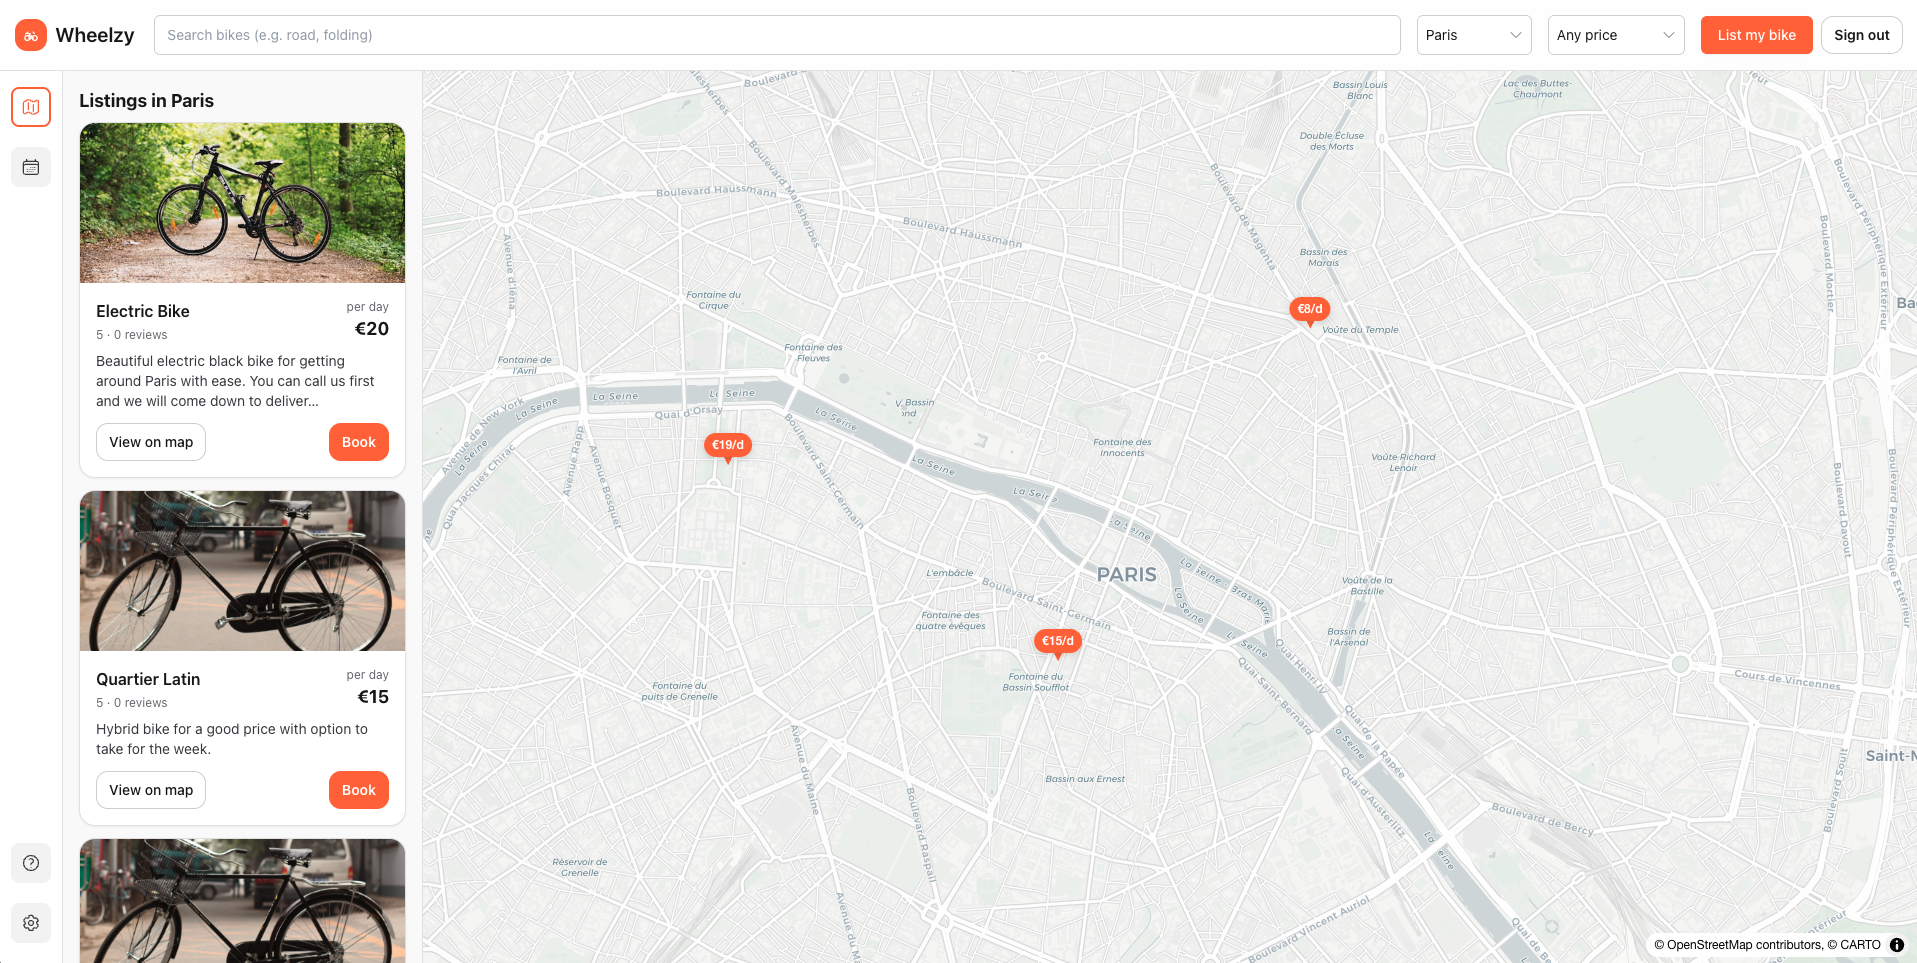 Wheelzy
Search bikes (e.g. road, folding)
Paris
Any price
List my bike
Sign out
Listings in Paris
Electric Bike
per day
€20
5 · 0 reviews
Beautiful electric black bike for getting
around Paris with ease. You can call us first
and we will come down to deliver...
View on map
Book
Quartier Latin
per day
€15
5 · 0 reviews
Hybrid bike for a good price with option to
take for the week.
View on map
Book
Boulevard
Bassin Louis
Blanc
Lac des Buttes-
Chaumont
Double Écluse
des Morts
Boulevard Malesherbes
Boulevard Haussmann
Boulevard Haussmann
Boulevard de Magenta
Boulevard Périphérique Extérieur
Boulevard Mortier
Avenue d'Iéna
Bassin des
Marais
Fontaine du
Cirque
€8/d
Voûte du Temple
Fontaine de
l'Avril
Fontaine des
Fleuves
Avenue de New York
La Seine
La Seine
La Seine
La Seine
Quai d'Orsay
La Seine
€19/d
Fontaine des
Innocents
Voûte Richard
Lenoir
Avenue Rapp
Avenue Bosquet
Quai Jacques Chirac
Boulevard Saint-Germain
La Seine
La Seine
La Seine
Boulevard Davout
Boulevard Périphérique Extérieur
L'embâcle
PARIS
La Seine - Bras Marie
Voûte de la
Bastille
Boulevard Saint-Germain
La Seine
Fontaine des
quatre évêques
Bassin de
l'Arsenal
€15/d
La Seine
Quai Henri IV
Fontaine du
Bassin Soufflot
Fontaine du
puits de Grenelle
Quai Saint-Bernard
Cours de Vincennes
Quai de la Rapée
La Seine
Avenue du Maine
Bassin aux Ernest
Quai d'Austerlitz
Boulevard de Bercy
Boulevard Soult
Boulevard Raspail
La Seine
Réservoir de
Grenelle
Boulevard Vincent Auriol
© OpenStreetMap contributors, © CARTO